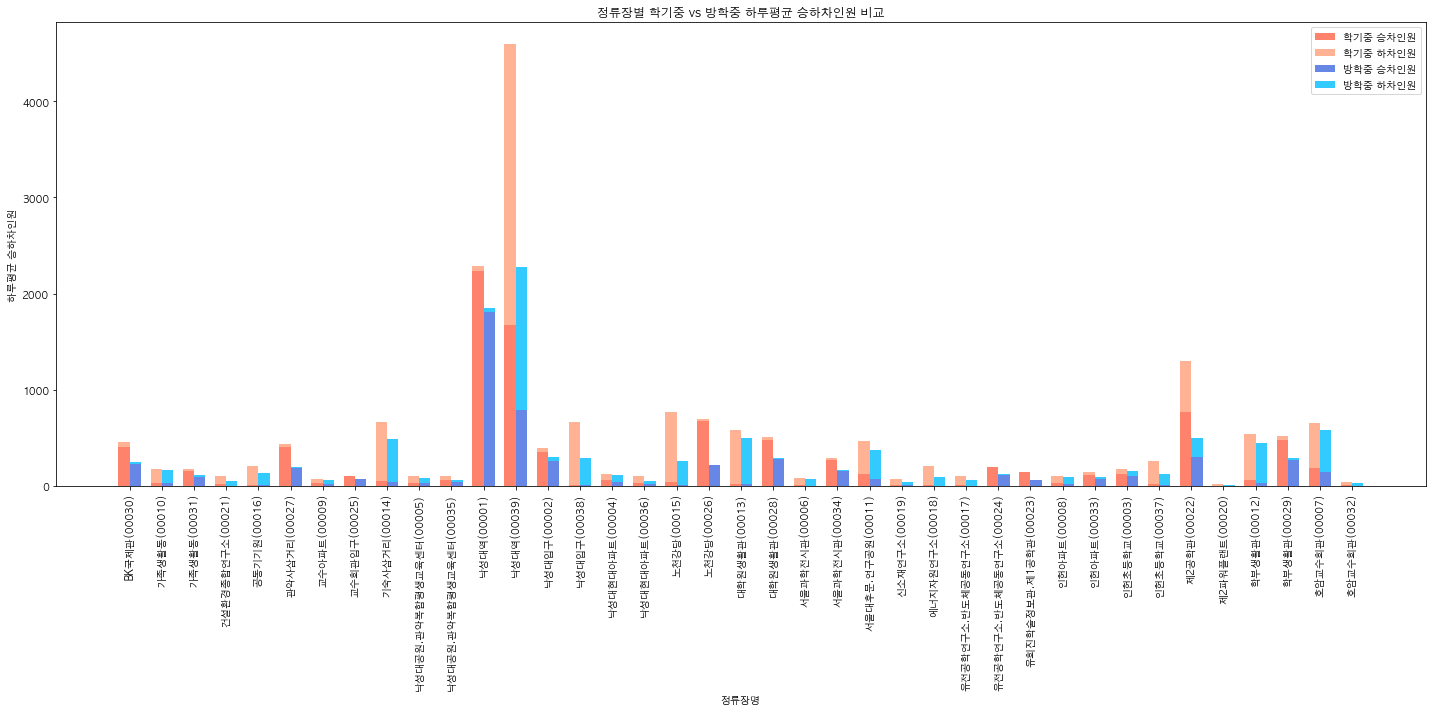 정류장별 학기중 vs 방학중 하루평균 승하차인원 비교
학기중 승차인원
학기중 하차인원
방학중 승차인원
방학중 하차인원
하루평균 승하차인원
4000
3000
2000
1000
0
BK국제관(00030)
가족생활동(00010)
가족생활동(00031)
건설환경종합연구소(00021)
공동기기원(00016)
관악사삼거리(00027)
교수아파트(00009)
교수회관입구(00025)
기숙사삼거리(00014)
낙성대공원.관악복합평생교육센터(00005)
낙성대공원.관악복합평생교육센터(00035)
낙성대역(00001)
낙성대역(00039)
낙성대입구(00002)
낙성대입구(00038)
낙성대현대아파트(00004)
낙성대현대아파트(00036)
노천강당(00015)
노천강당(00026)
대학원생활관(00013)
대학원생활관(00028)
서울과학전시관(00006)
서울과학전시관(00034)
서울대후문.연구공원(00011)
신소재연구소(00019)
에너지자원연구소(00018)
유전공학연구소.반도체공동연구소(00017)
유전공학연구소.반도체공동연구소(00024)
유회진학술정보관.제1공학관(00023)
인헌아파트(00008)
인헌아파트(00033)
인헌초등학교(00003)
인헌초등학교(00037)
제2공학관(00022)
제2파워플랜트(00020)
학부생활관(00012)
학부생활관(00029)
호암교수회관(00007)
호암교수회관(00032)
정류장명